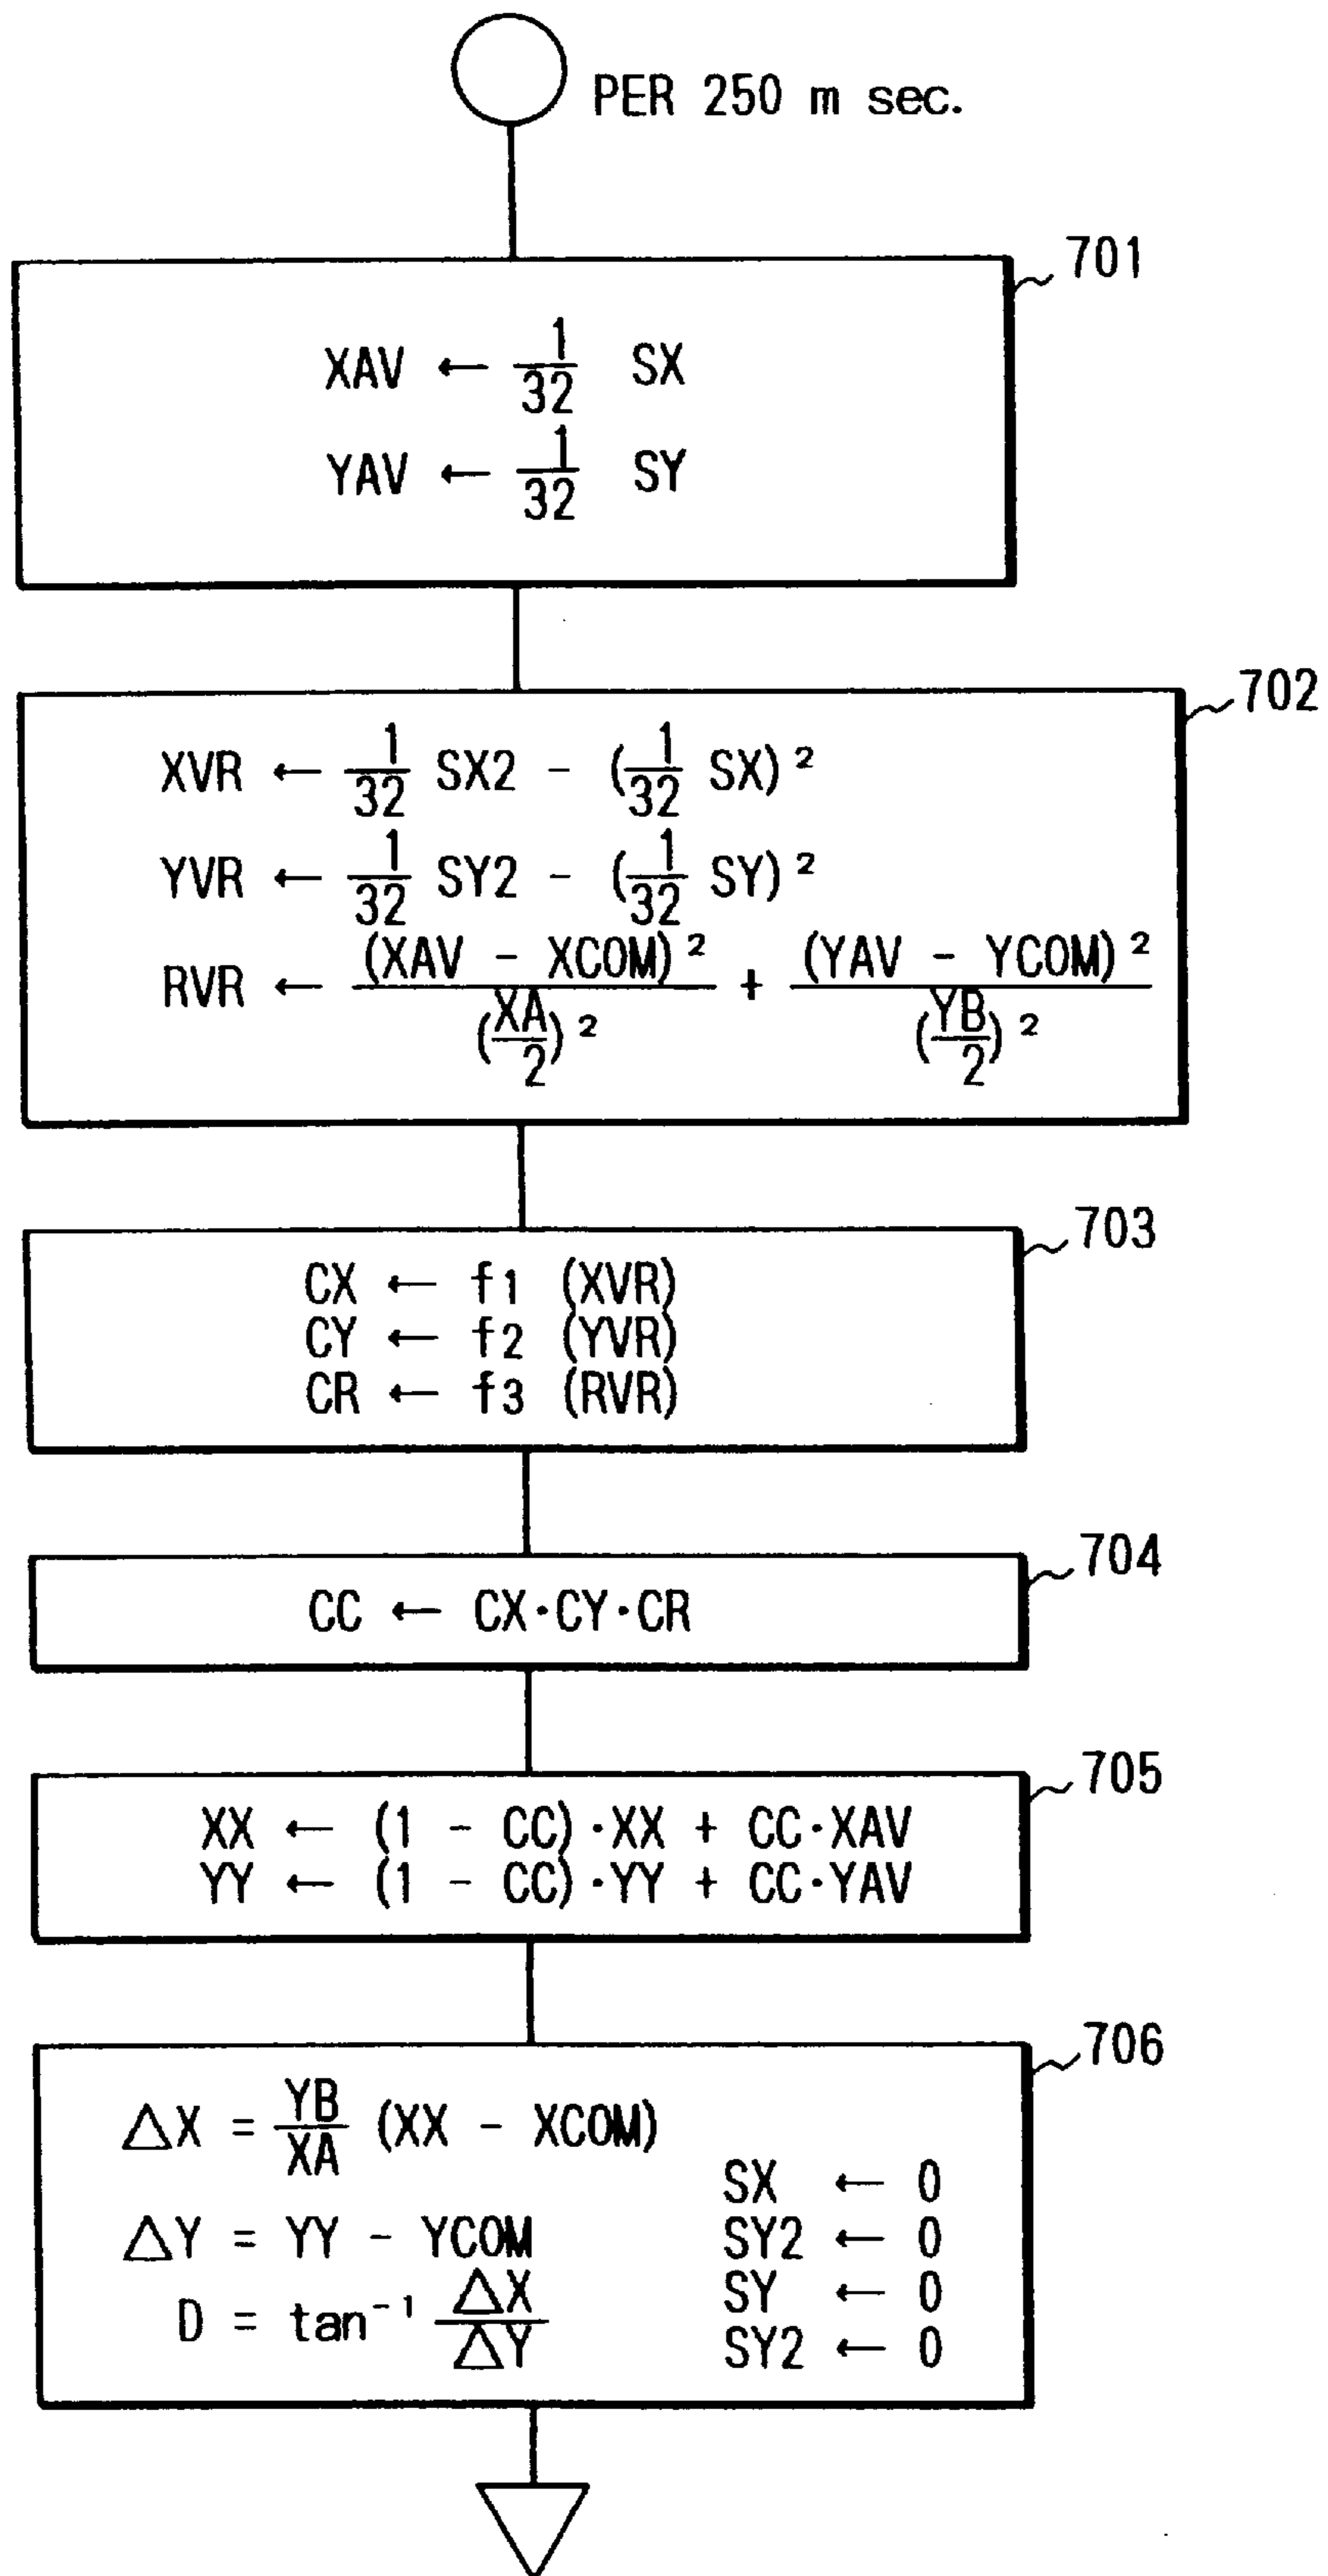 PER 250 m sec.
701
XAV ← 1/32 SX
YAV ← 1/32 SY
702
XVR ← 1/32 SX2 - (1/32 SX)²
YVR ← 1/32 SY2 - (1/32 SY)²
RVR ← (XAV - XCOM)²/(XA/2)² + (YAV - YCOM)²/(YB/2)²
703
CX ← f1 (XVR)
CY ← f2 (YVR)
CR ← f3 (RVR)
704
CC ← CX·CY·CR
705
XX ← (1 - CC)·XX + CC·XAV
YY ← (1 - CC)·YY + CC·YAV
706
△X = YB/XA (XX - XCOM)
SX ← 0
△Y = YY - YCOM
SY2 ← 0
SY ← 0
D = tan⁻¹ △X/△Y
SY2 ← 0